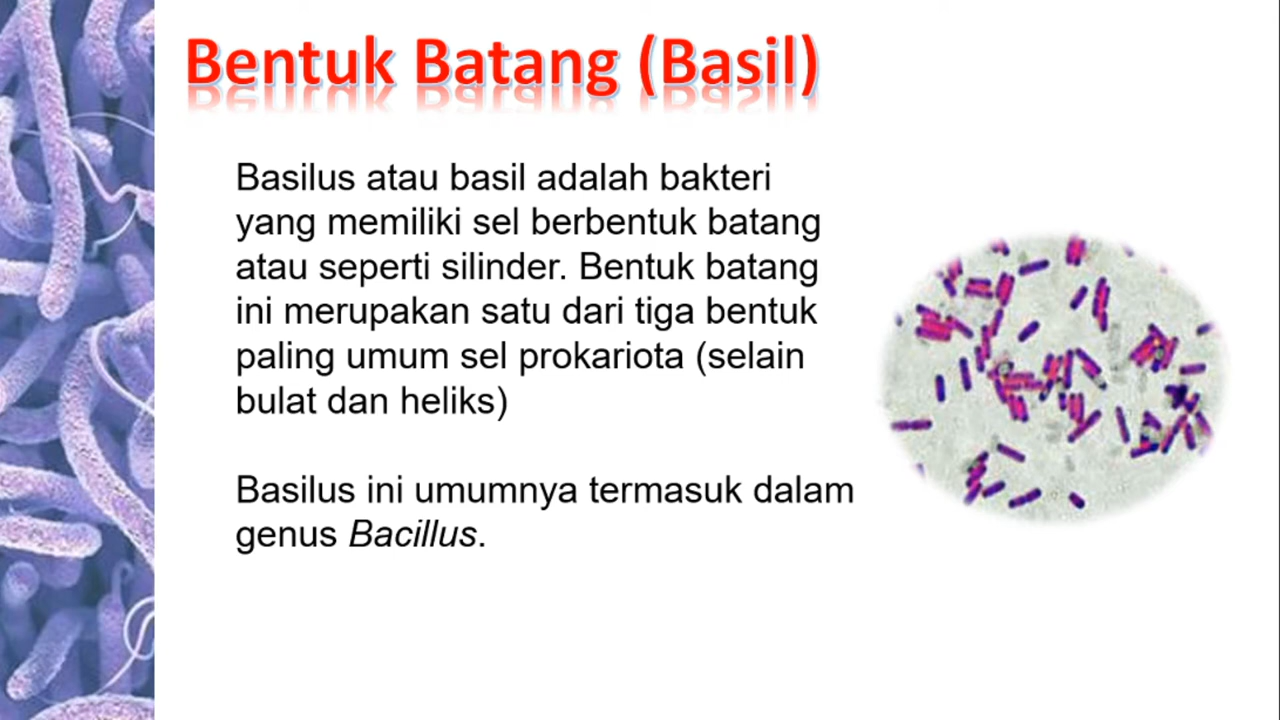 Bentuk Batang (Basil)
Basilus atau basil adalah bakteri
yang memiliki sel berbentuk batang
atau seperti silinder. Bentuk batang
ini merupakan satu dari tiga bentuk
paling umum sel prokariota (selain
bulat dan heliks)
Basilus ini umumnya termasuk dalam
genus Bacillus.